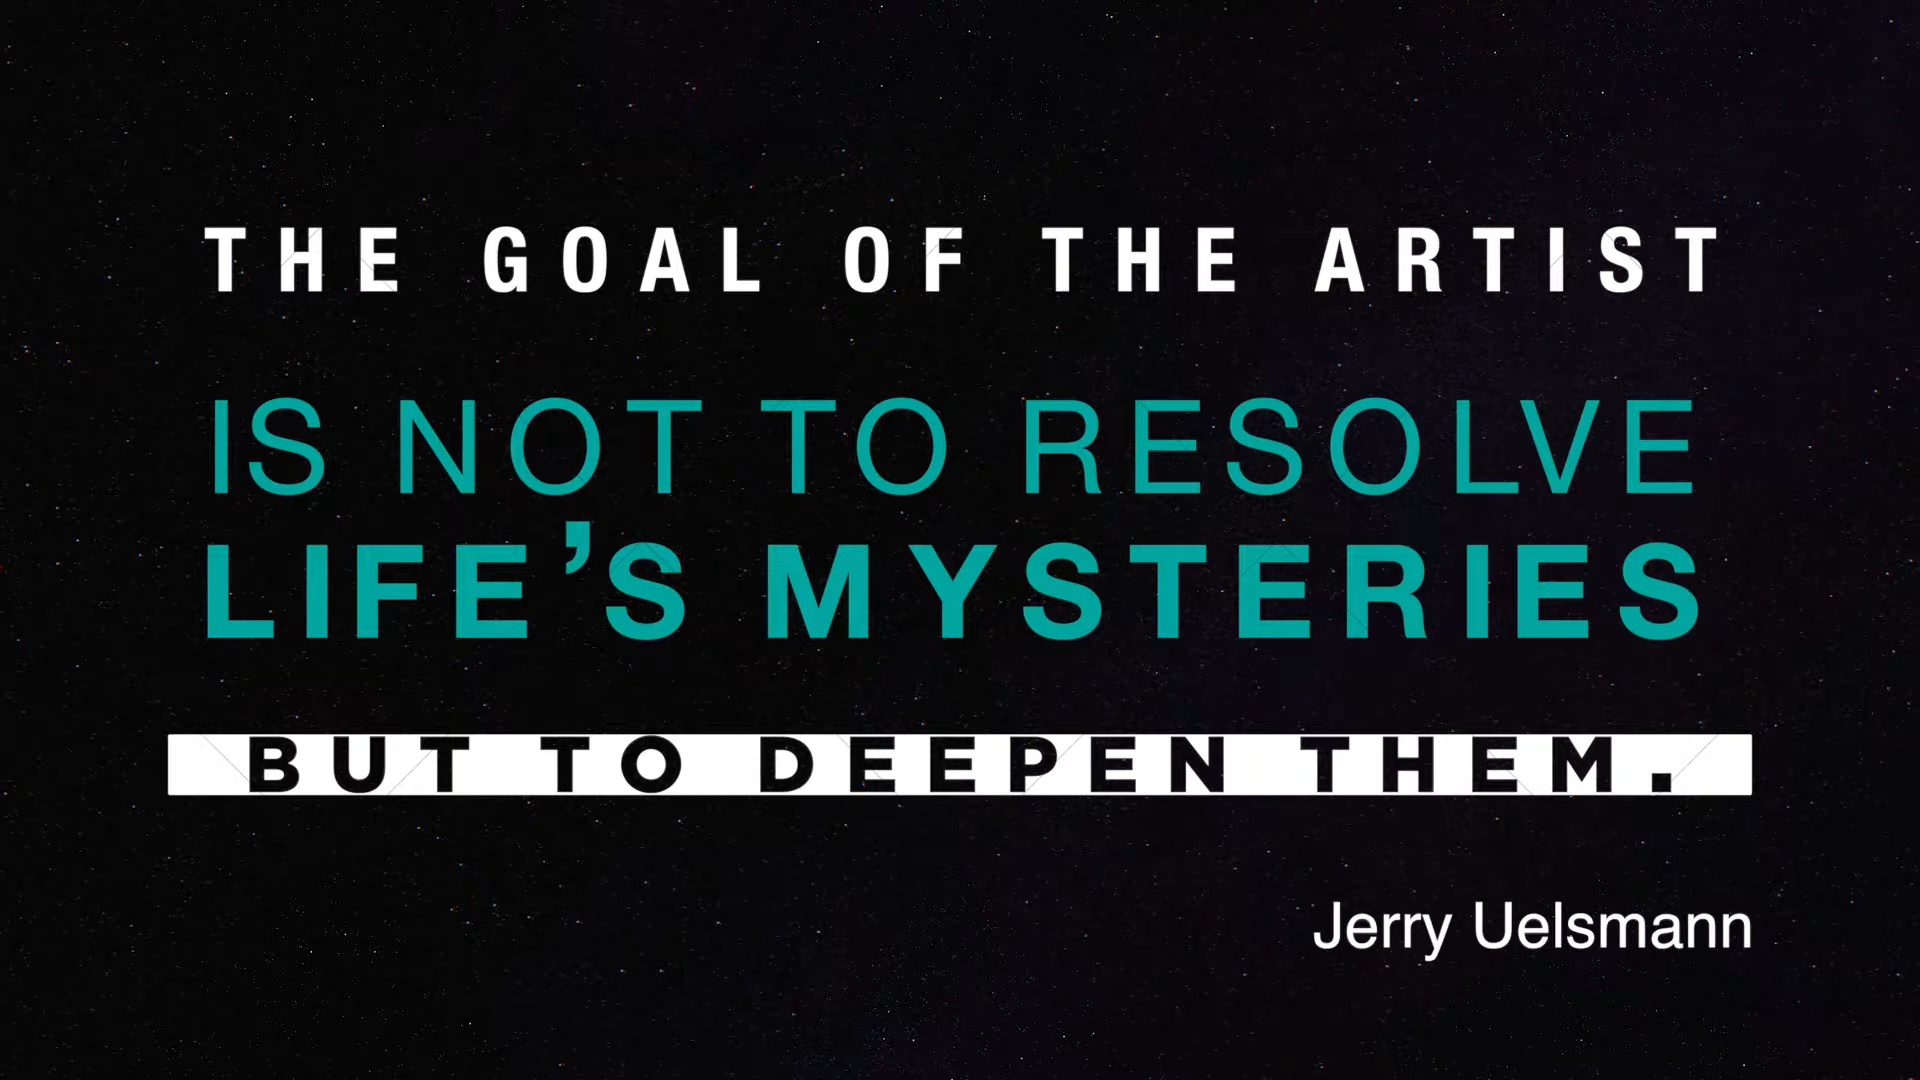 THE GOAL OF THE ARTIST
IS NOT TO RESOLVE
LIFE’S MYSTERIES
BUT TO DEEPEN THEM.
Jerry Uelsmann